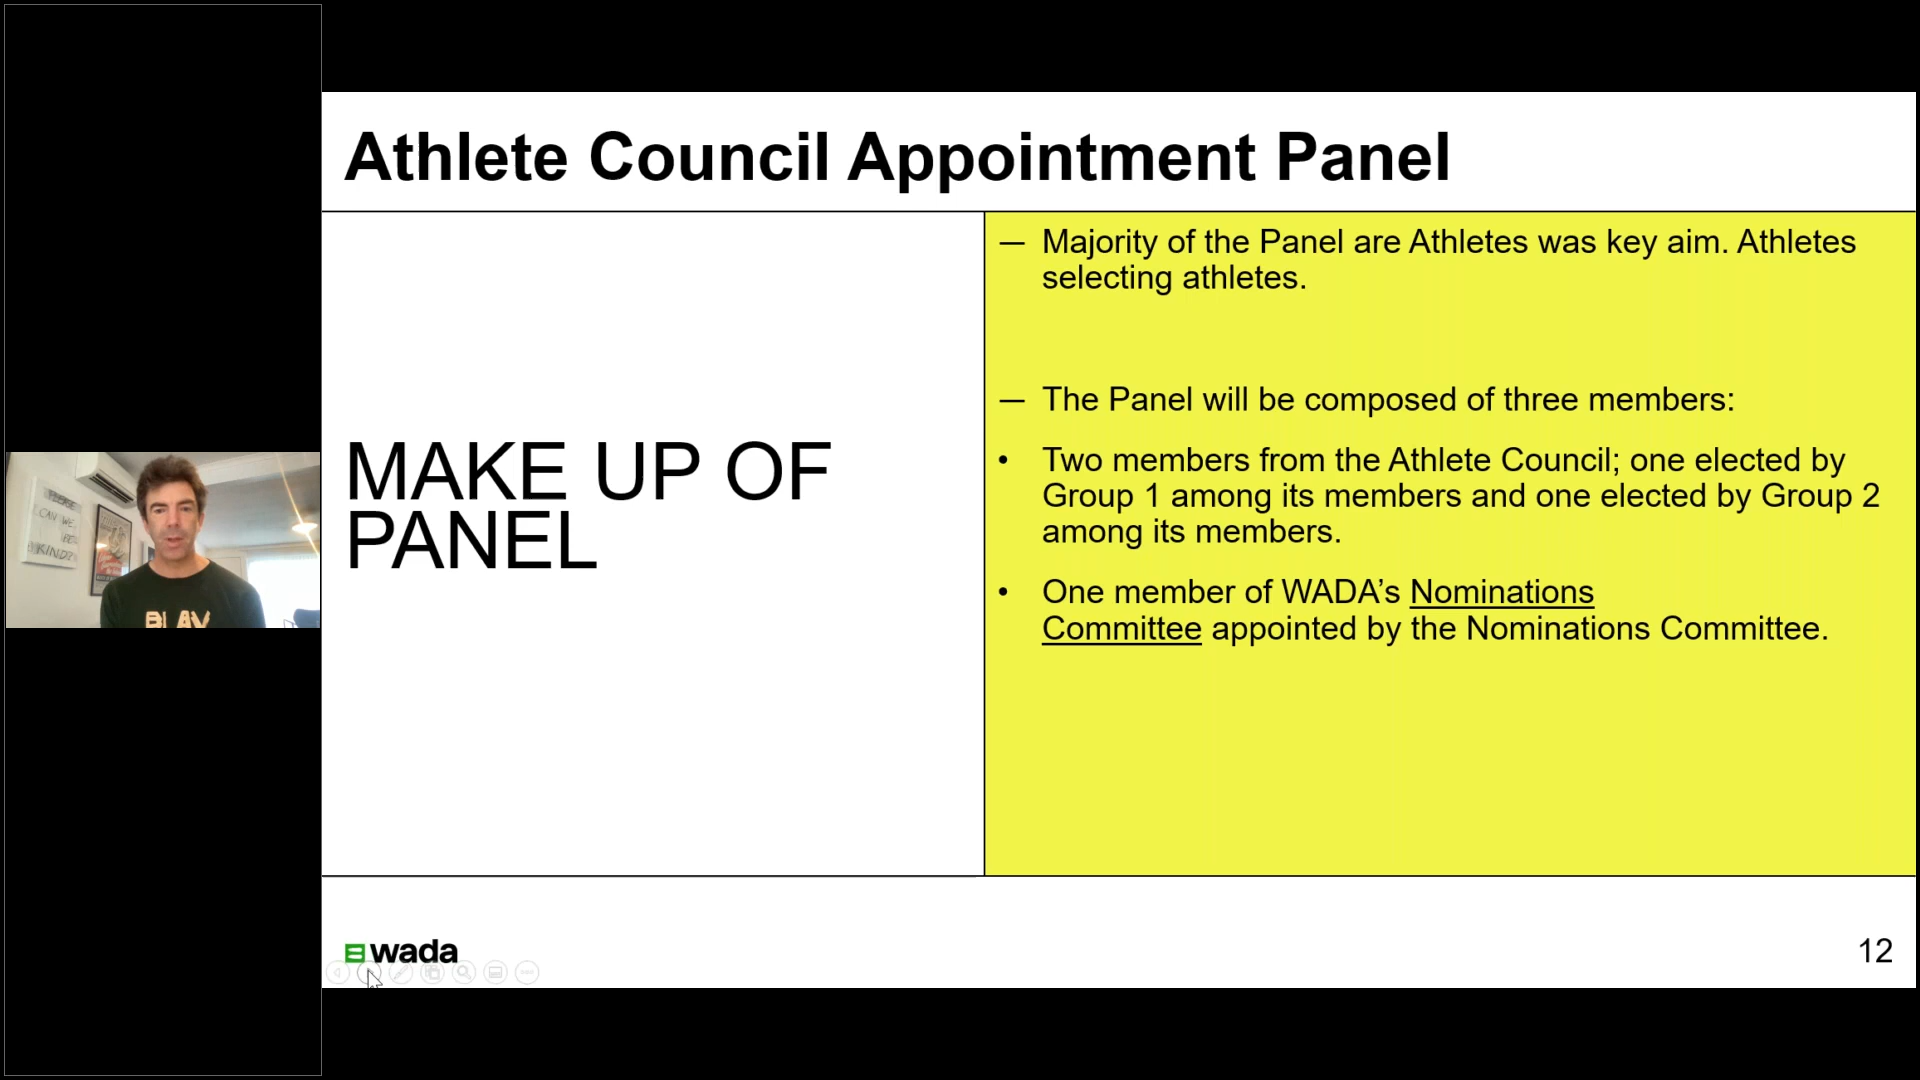 Athlete Council Appointment Panel
MAKE UP OF
PANEL
— Majority of the Panel are Athletes was key aim. Athletes
selecting athletes.
— The Panel will be composed of three members:
• Two members from the Athlete Council; one elected by
Group 1 among its members and one elected by Group 2
among its members.
• One member of WADA’s Nominations
Committee appointed by the Nominations Committee.
wada
12
CAN WE
KIND